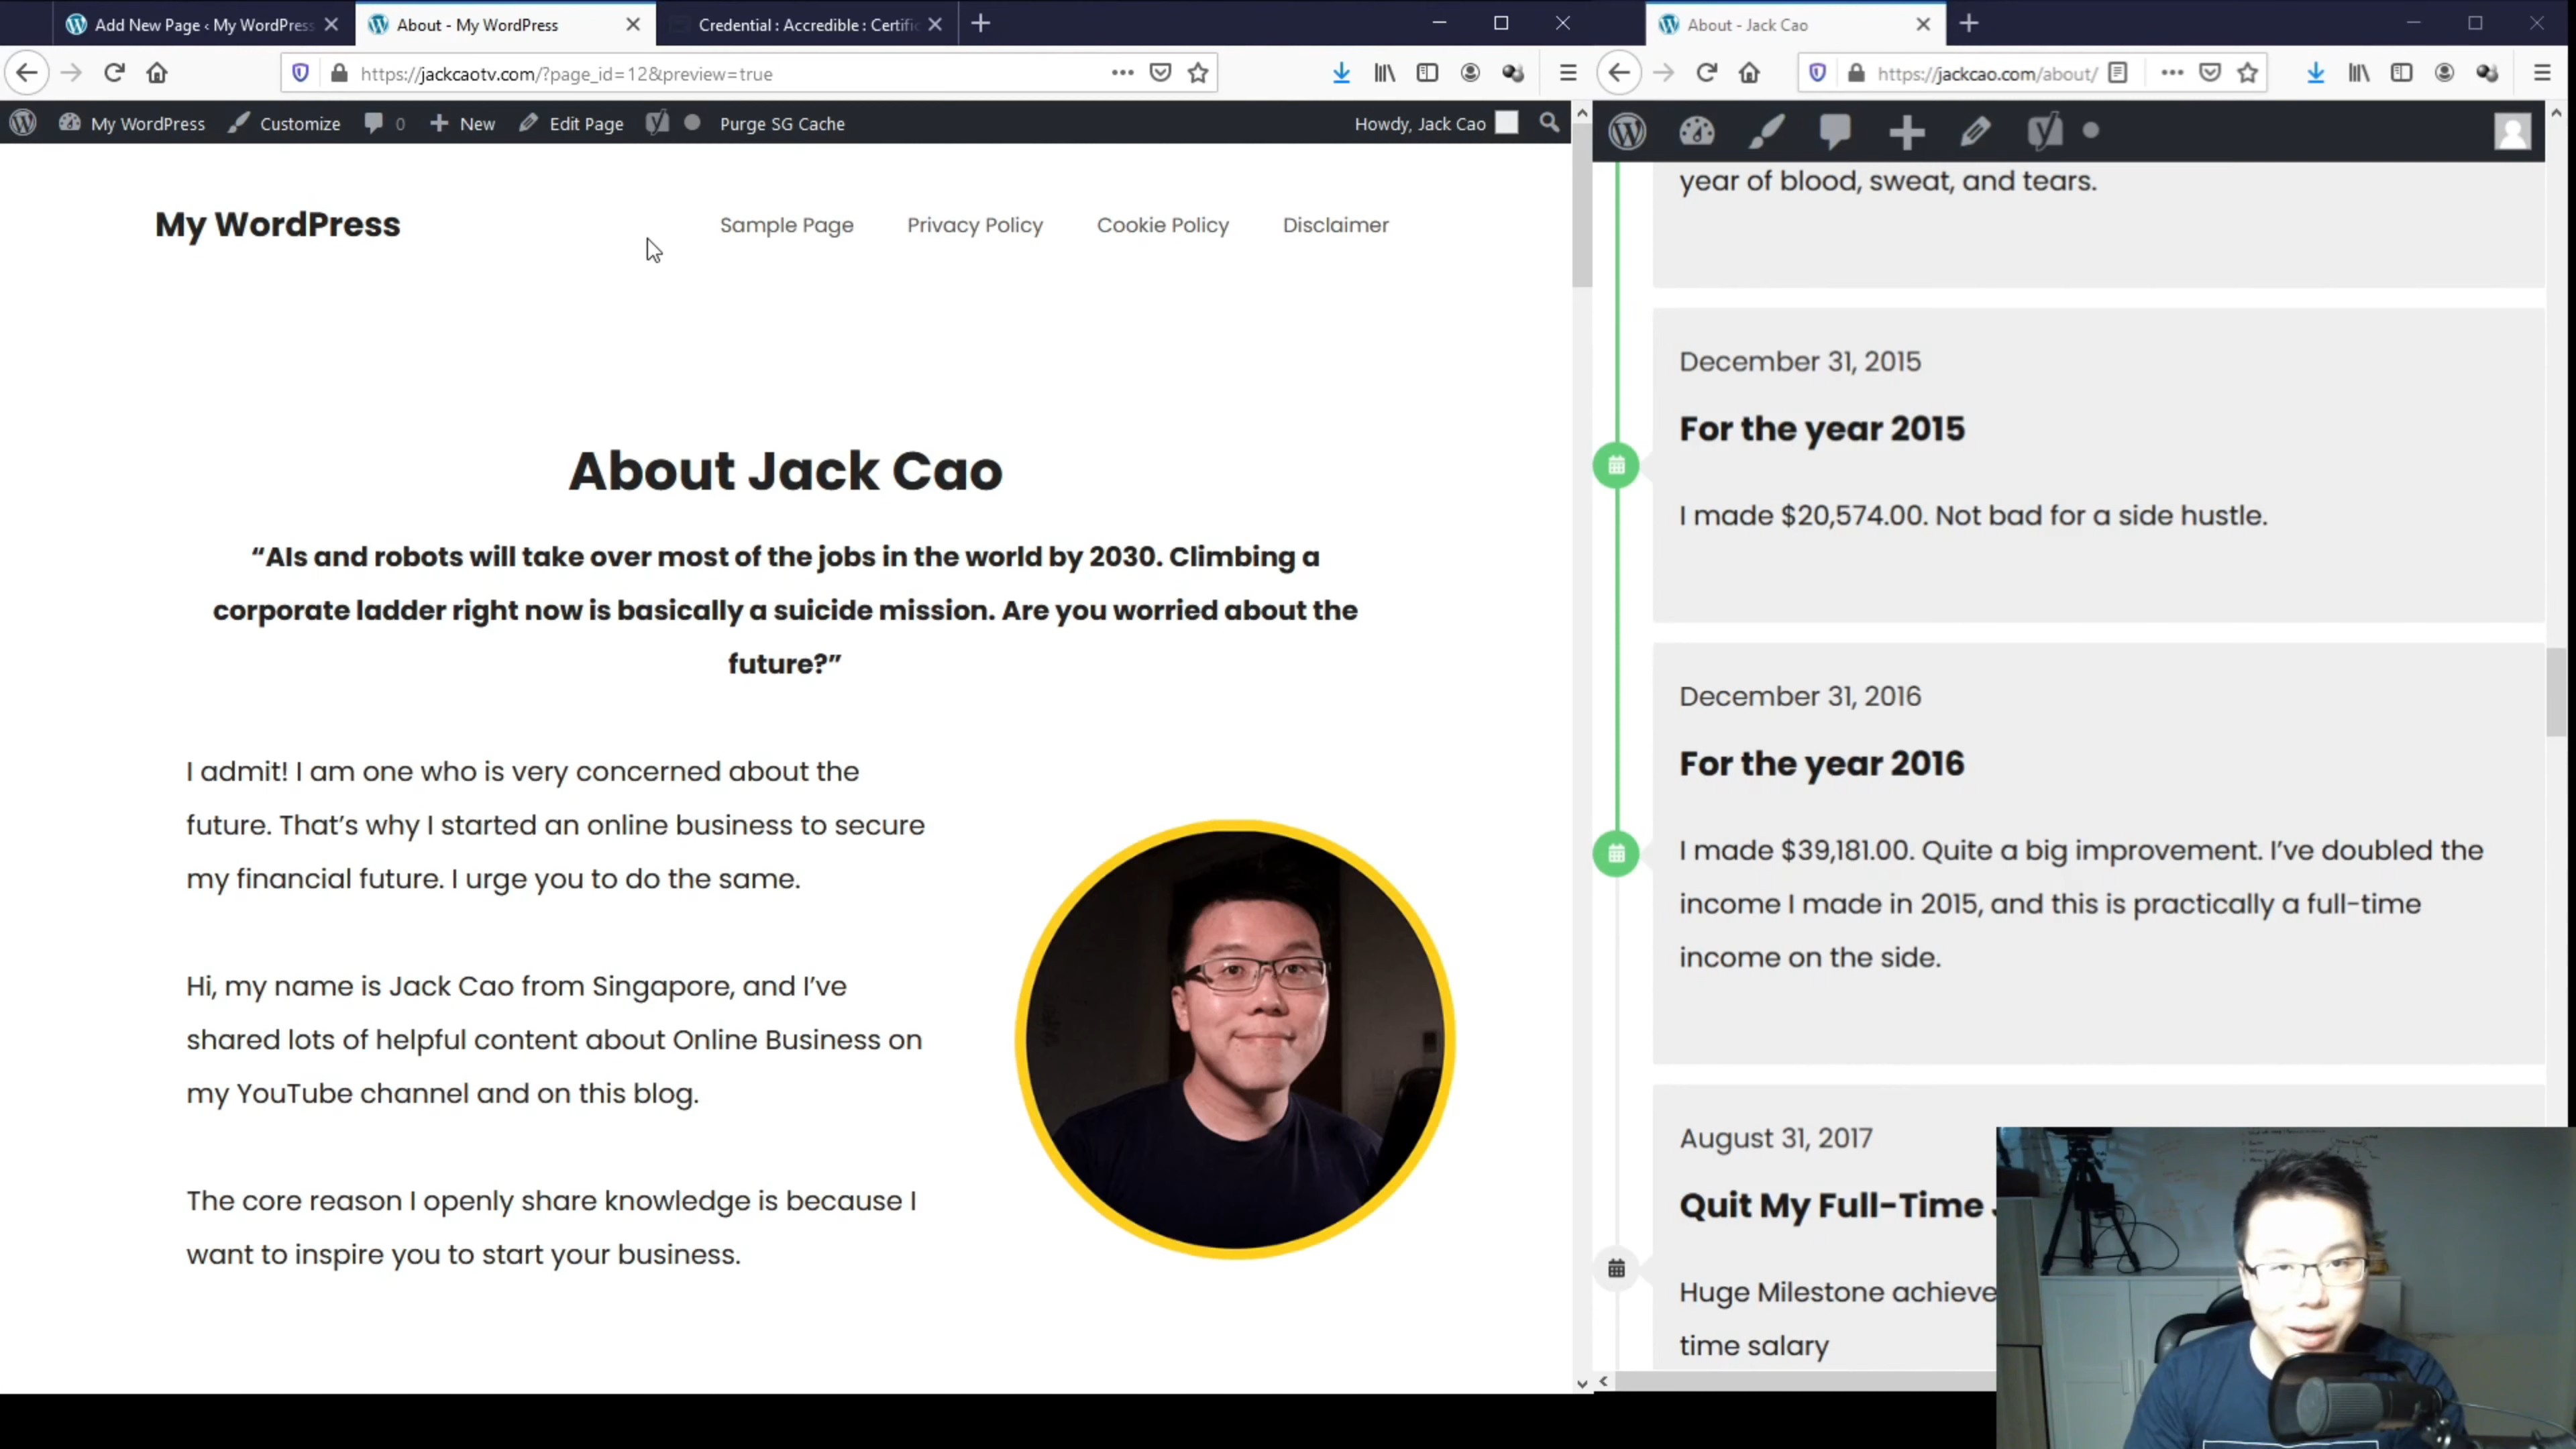 Add New Page ‹ My WordPress
About - My WordPress
Credential : Accredible : Certific
https://jackcaotv.com/?page_id=12&preview=true
My WordPress
Customize
0
New
Edit Page
Purge SG Cache
Howdy, Jack Cao
My WordPress
Sample Page
Privacy Policy
Cookie Policy
Disclaimer
About Jack Cao
“AIs and robots will take over most of the jobs in the world by 2030. Climbing a
corporate ladder right now is basically a suicide mission. Are you worried about the
future?”
I admit! I am one who is very concerned about the
future. That’s why I started an online business to secure
my financial future. I urge you to do the same.
Hi, my name is Jack Cao from Singapore, and I’ve
shared lots of helpful content about Online Business on
my YouTube channel and on this blog.
The core reason I openly share knowledge is because I
want to inspire you to start your business.
About - Jack Cao
https://jackcao.com/about/
year of blood, sweat, and tears.
December 31, 2015
For the year 2015
I made $20,574.00. Not bad for a side hustle.
December 31, 2016
For the year 2016
I made $39,181.00. Quite a big improvement. I’ve doubled the
income I made in 2015, and this is practically a full-time
income on the side.
August 31, 2017
Quit My Full-Time
Huge Milestone achieve
time salary